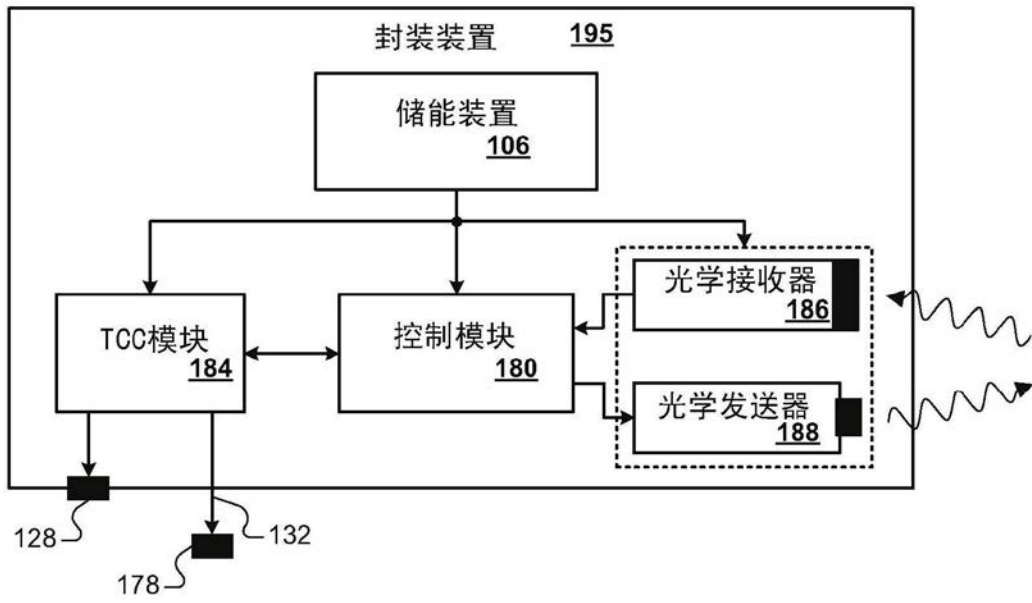 封装装置 195
储能装置
106
光学接收器
186
TCC模块
184
控制模块
180
光学发送器
188
128
132
178